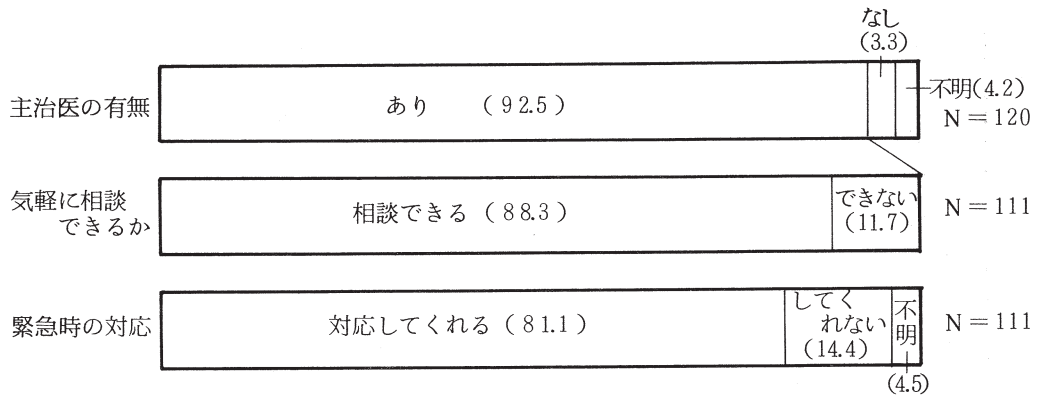 なし
(3.3)
主治医の有無
あり (92.5)
不明(4.2)
N=120
気軽に相談
できるか
相談できる (88.3)
できない
(11.7)
N=111
緊急時の対応
対応してくれる (81.1)
してく
れない
(14.4)
不明
(4.5)
N=111